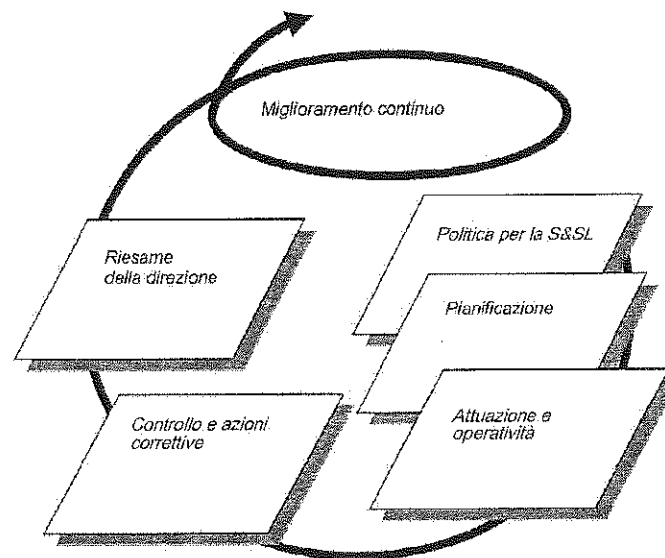 Miglioramento continuo
Politica per la S&SL
Pianificazione
Attuazione e
operatività
Controllo e azioni
correttive
Riesame
della direzione